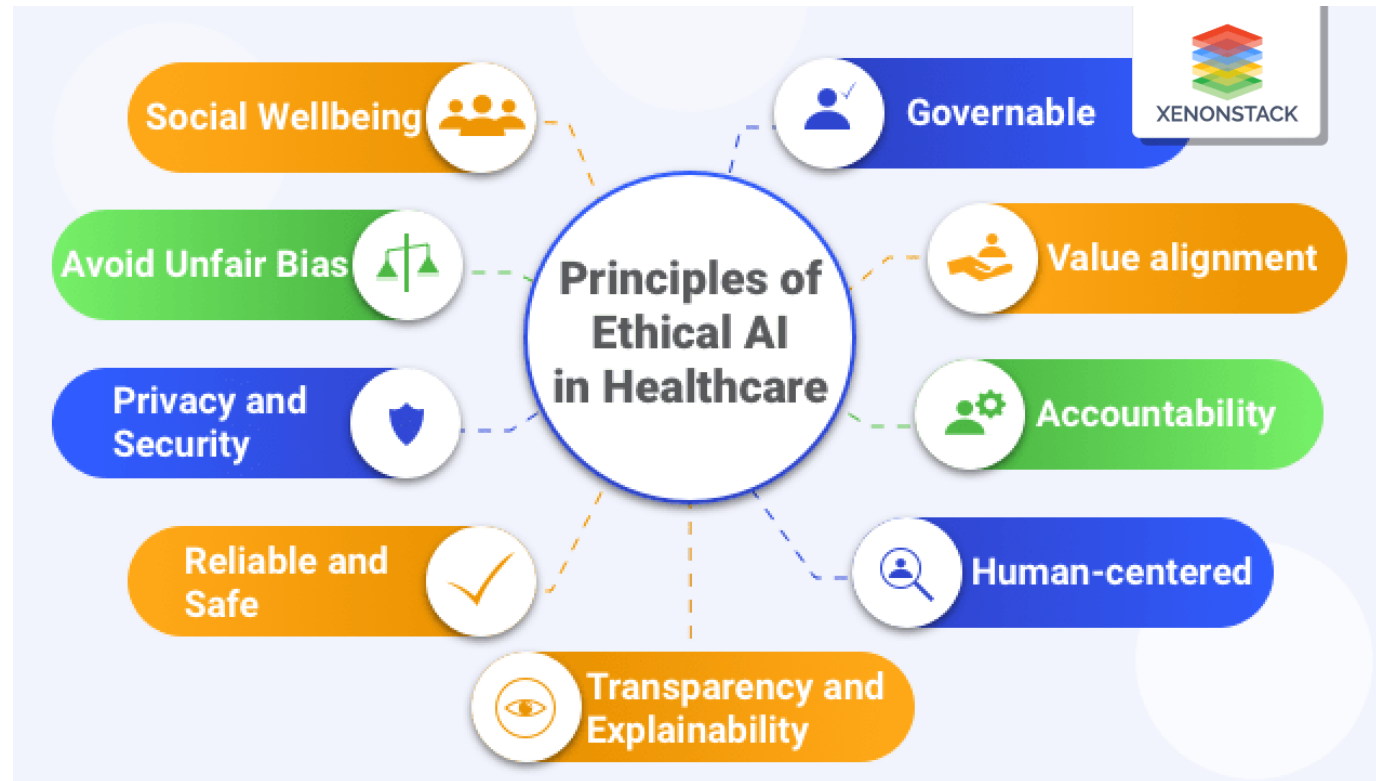 Principles of
Ethical AI
in Healthcare
Social Wellbeing
Avoid Unfair Bias
Privacy and
Security
Reliable and
Safe
Transparency and
Explainability
Governable
Value alignment
Accountability
Human-centered
XENONSTACK